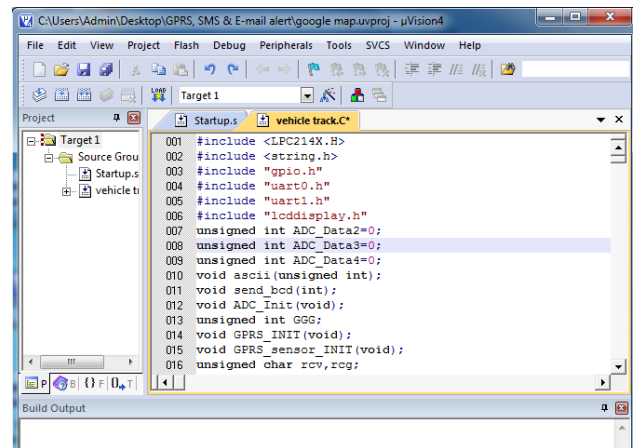 C:\Users\Admin\Desktop\GPRS, SMS & E-mail alert\google map.uvproj - µVision4
File Edit View Project Flash Debug Peripherals Tools SVCS Window Help
LOAD Target 1
Project
Startup.s vehicle track.C*
Target 1
Source Grou
Startup.s
vehicle t
001 #include <LPC214X.H>
002 #include <string.h>
003 #include "gpio.h"
004 #include "uart0.h"
005 #include "uart1.h"
006 #include "lcddisplay.h"
007 unsigned int ADC_Data2=0;
008 unsigned int ADC_Data3=0;
009 unsigned int ADC_Data4=0;
010 void ascii(unsigned int);
011 void send_bcd(int);
012 void ADC_Init(void);
013 unsigned int GGG;
014 void GPRS_INIT(void);
015 void GPRS_sensor_INIT(void);
016 unsigned char rcv,rcg;
P B {} F 0 T
Build Output